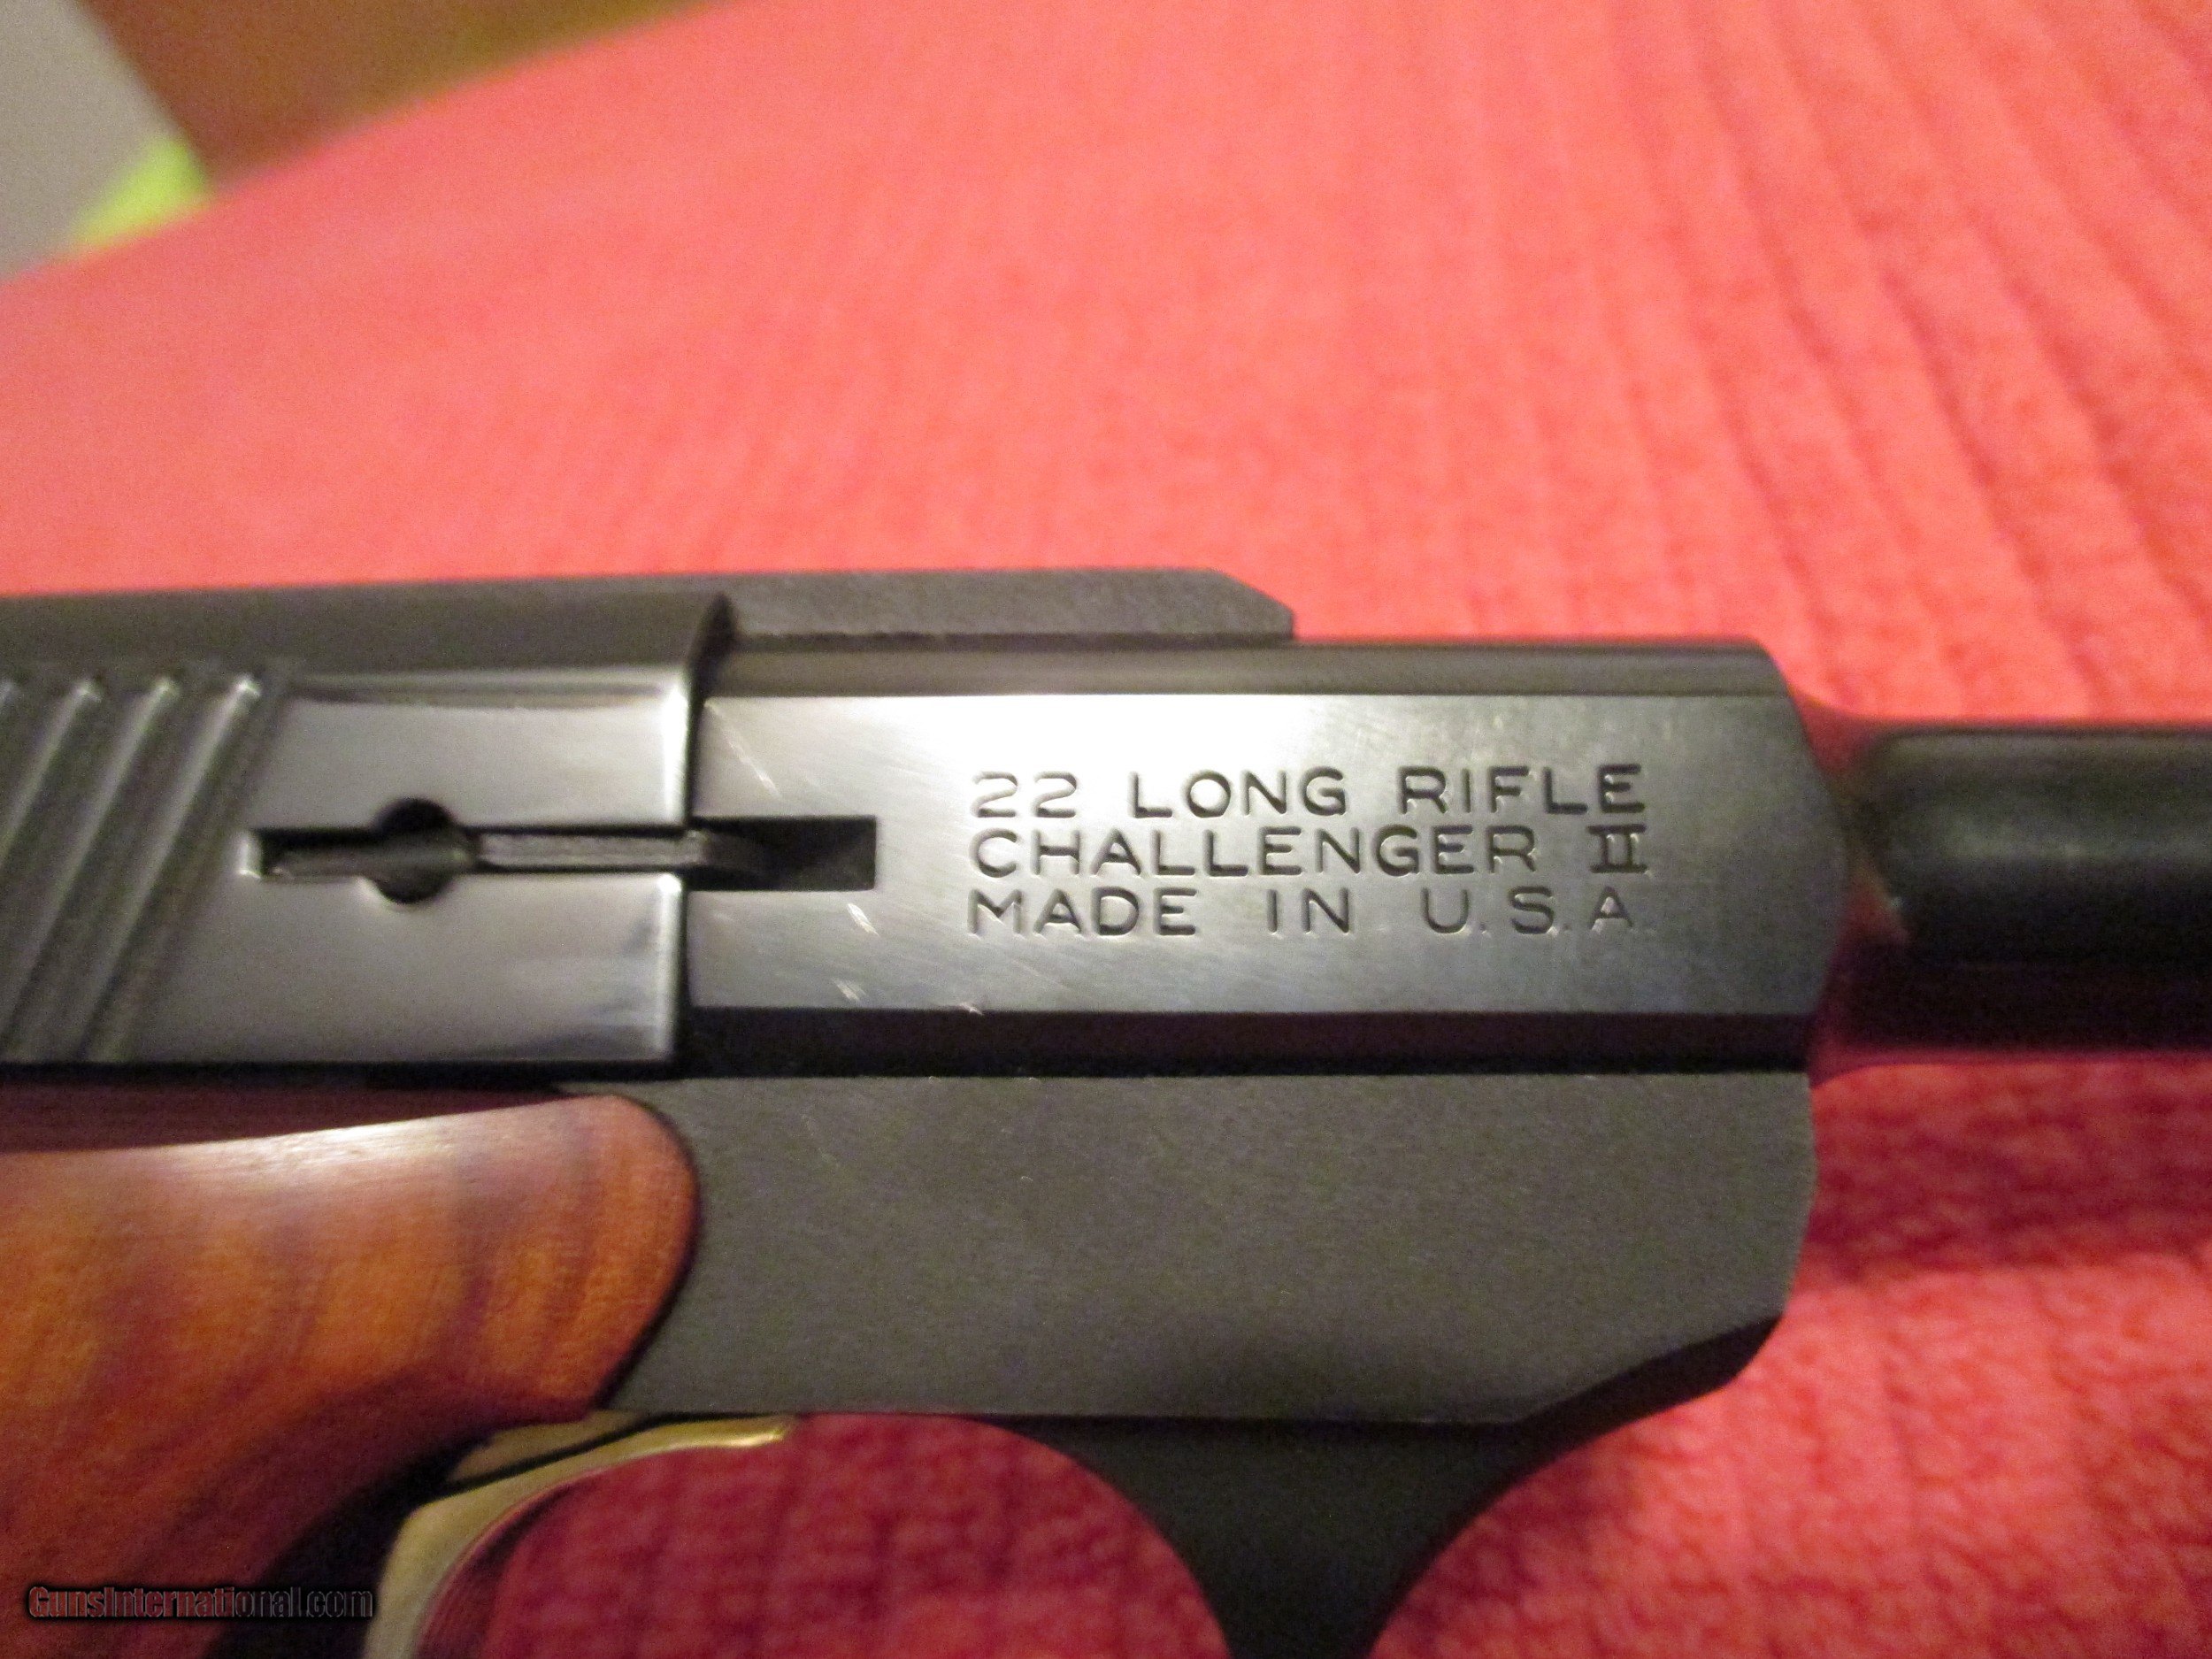 22 LONG RIFLE
CHALLENGER II
MADE IN U.S.A.
GunsInternational.com